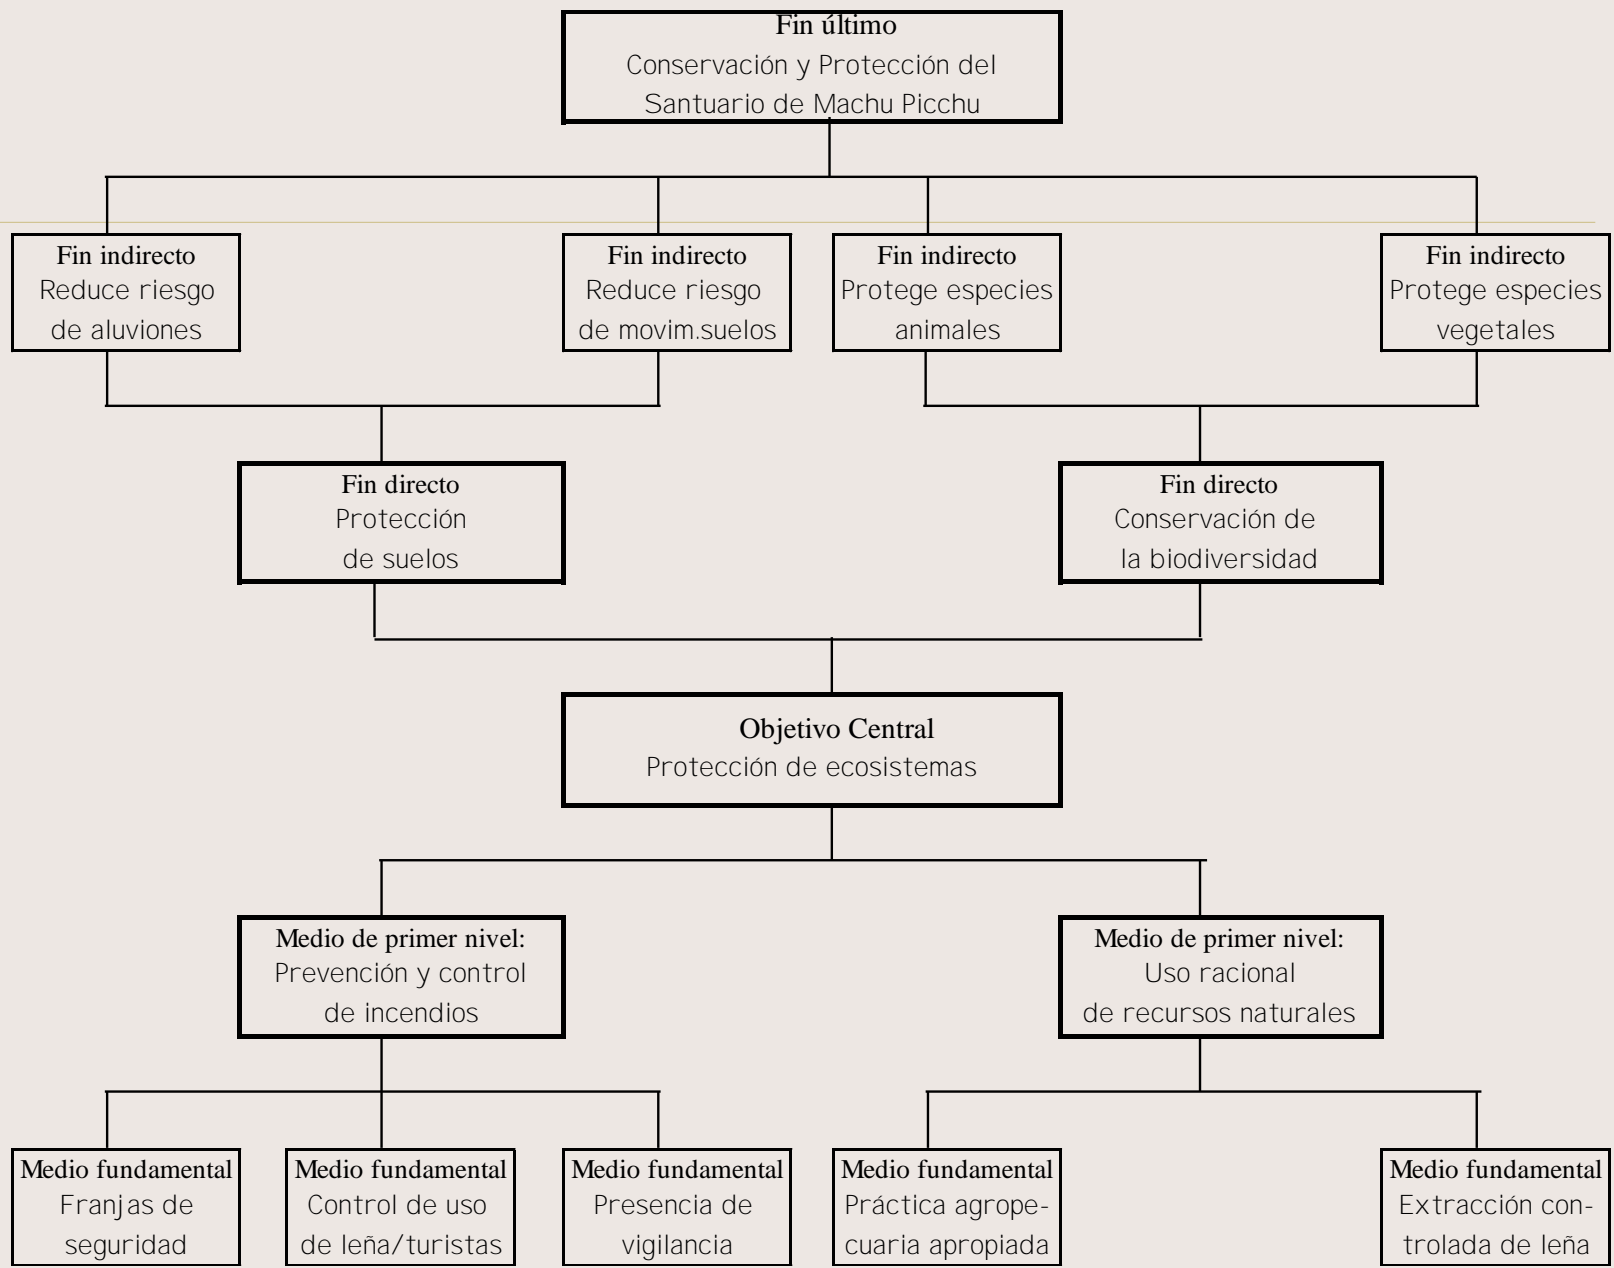 Fin último
Conservación y Protección del
Santuario de Machu Picchu
Fin indirecto
Reduce riesgo
de aluviones
Fin indirecto
Reduce riesgo
de movim.suelos
Fin indirecto
Protege especies
animales
Fin indirecto
Protege especies
vegetales
Fin directo
Protección
de suelos
Fin directo
Conservación de
la biodiversidad
Objetivo Central
Protección de ecosistemas
Medio de primer nivel:
Prevención y control
de incendios
Medio de primer nivel:
Uso racional
de recursos naturales
Medio fundamental
Franjas de
seguridad
Medio fundamental
Control de uso
de leña/turistas
Medio fundamental
Presencia de
vigilancia
Medio fundamental
Práctica agrope-
cuaria apropiada
Medio fundamental
Extracción con-
trolada de leña